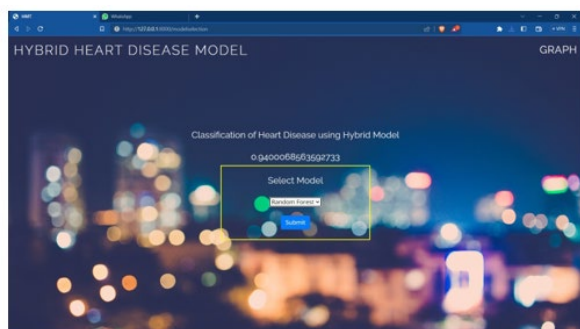 WhatsApp
HYBRID HEART DISEASE MODEL
GRAPH
Classification of Heart Disease using Hybrid Model
0.9400068563592733
Select Model
Random Forest
Submit